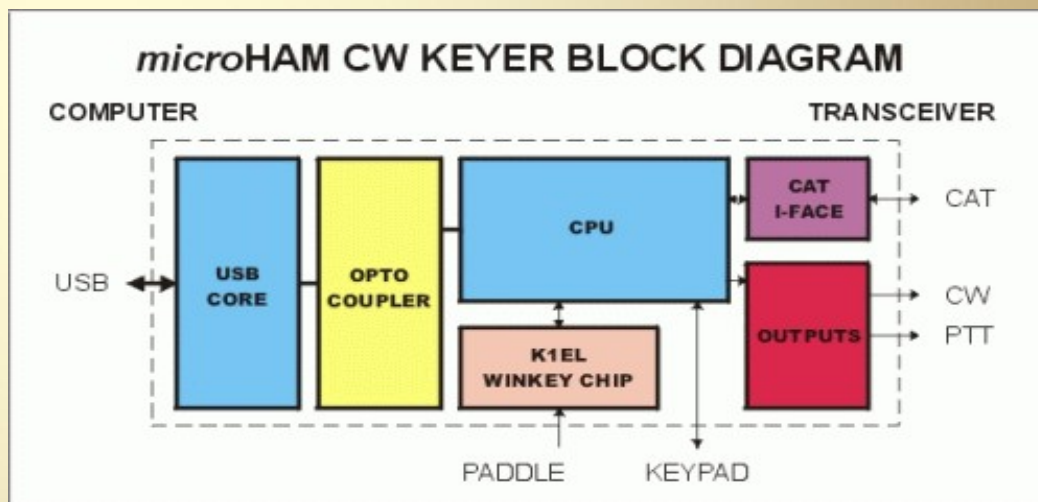 microHAM CW KEYER BLOCK DIAGRAM
COMPUTER
TRANSCEIVER
USB
USB
CORE
OPTO
COUPLER
CPU
K1EL
WINKEY CHIP
CAT
I-FACE
OUTPUTS
CAT
CW
PTT
PADDLE
KEYPAD